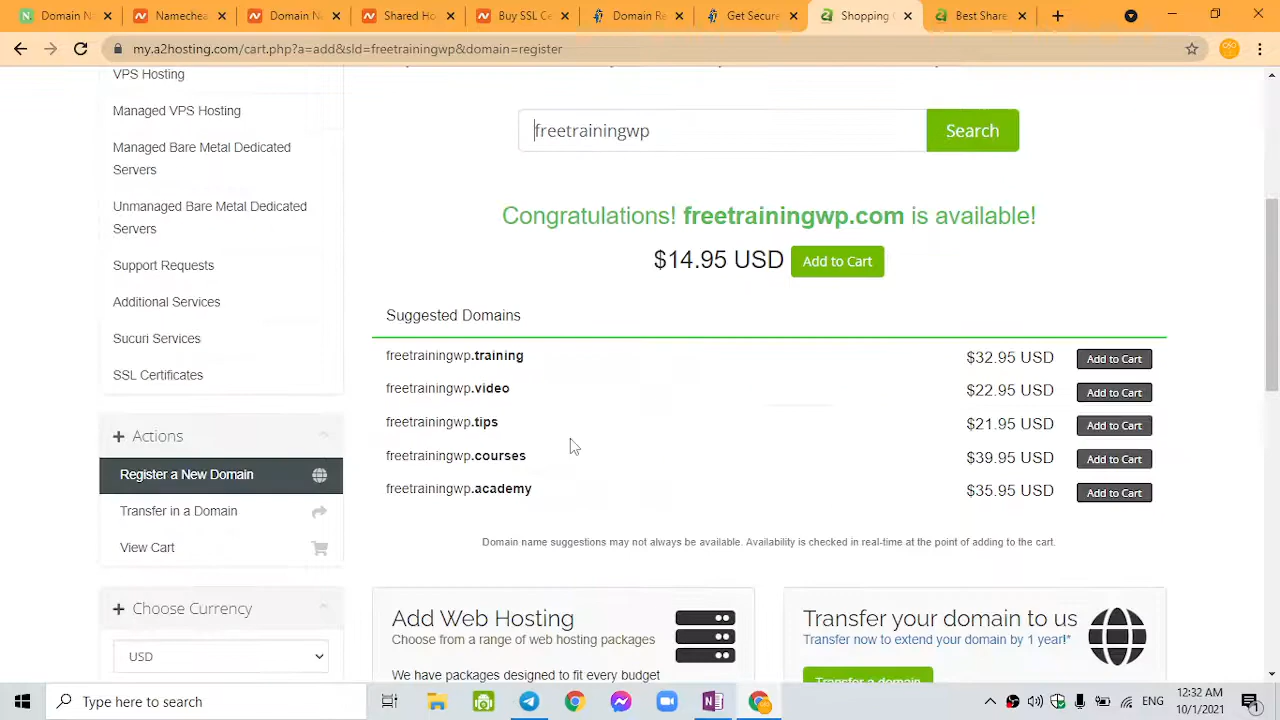 Domain N
Namechea
Domain N
Shared Ho
Buy SSL Ce
Domain Re
Get Secure
Shopping
Best Share
my.a2hosting.com/cart.php?a=add&sld=freetrainingwp&domain=register
VPS Hosting
Managed VPS Hosting
Managed Bare Metal Dedicated
Servers
Unmanaged Bare Metal Dedicated
Servers
Support Requests
Additional Services
Sucuri Services
SSL Certificates
Actions
Register a New Domain
Transfer in a Domain
View Cart
Choose Currency
USD
freetrainingwp
Search
Congratulations! freetrainingwp.com is available!
$14.95 USD Add to Cart
Suggested Domains
freetrainingwp.training $32.95 USD Add to Cart
freetrainingwp.video $22.95 USD Add to Cart
freetrainingwp.tips $21.95 USD Add to Cart
freetrainingwp.courses $39.95 USD Add to Cart
freetrainingwp.academy $35.95 USD Add to Cart
Domain name suggestions may not always be available. Availability is checked in real-time at the point of adding to the cart.
Add Web Hosting
Choose from a range of web hosting packages
We have packages designed to fit every budget
Transfer your domain to us
Transfer now to extend your domain by 1 year!*
Transfer a domain
Type here to search
ENG
12:32 AM
10/1/2021